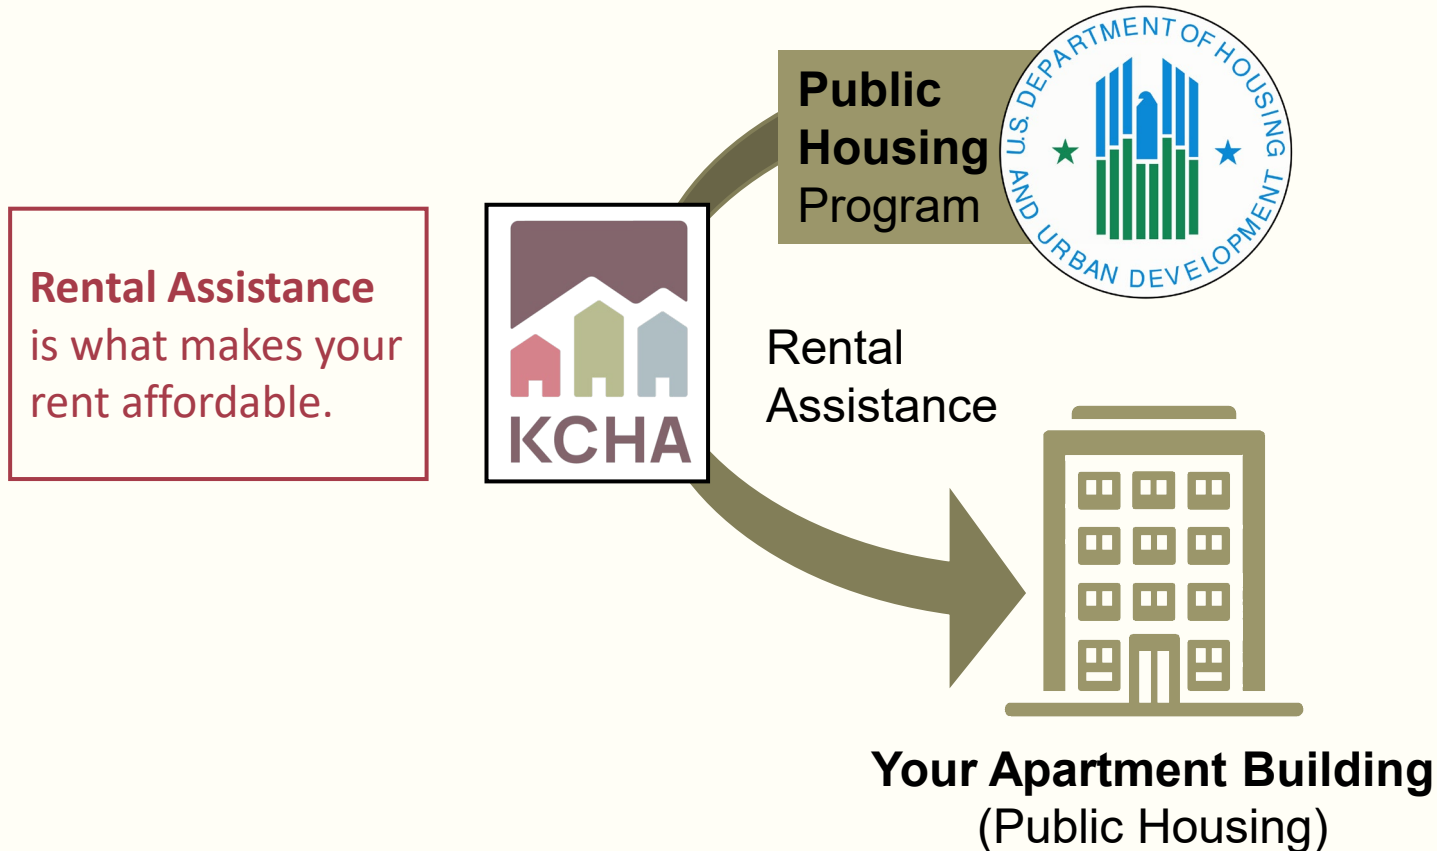 Public
Housing
Program
U.S. DEPARTMENT OF HOUSING
AND URBAN DEVELOPMENT
Rental Assistance
is what makes your
rent affordable.
KCHA
Rental
Assistance
Your Apartment Building
(Public Housing)